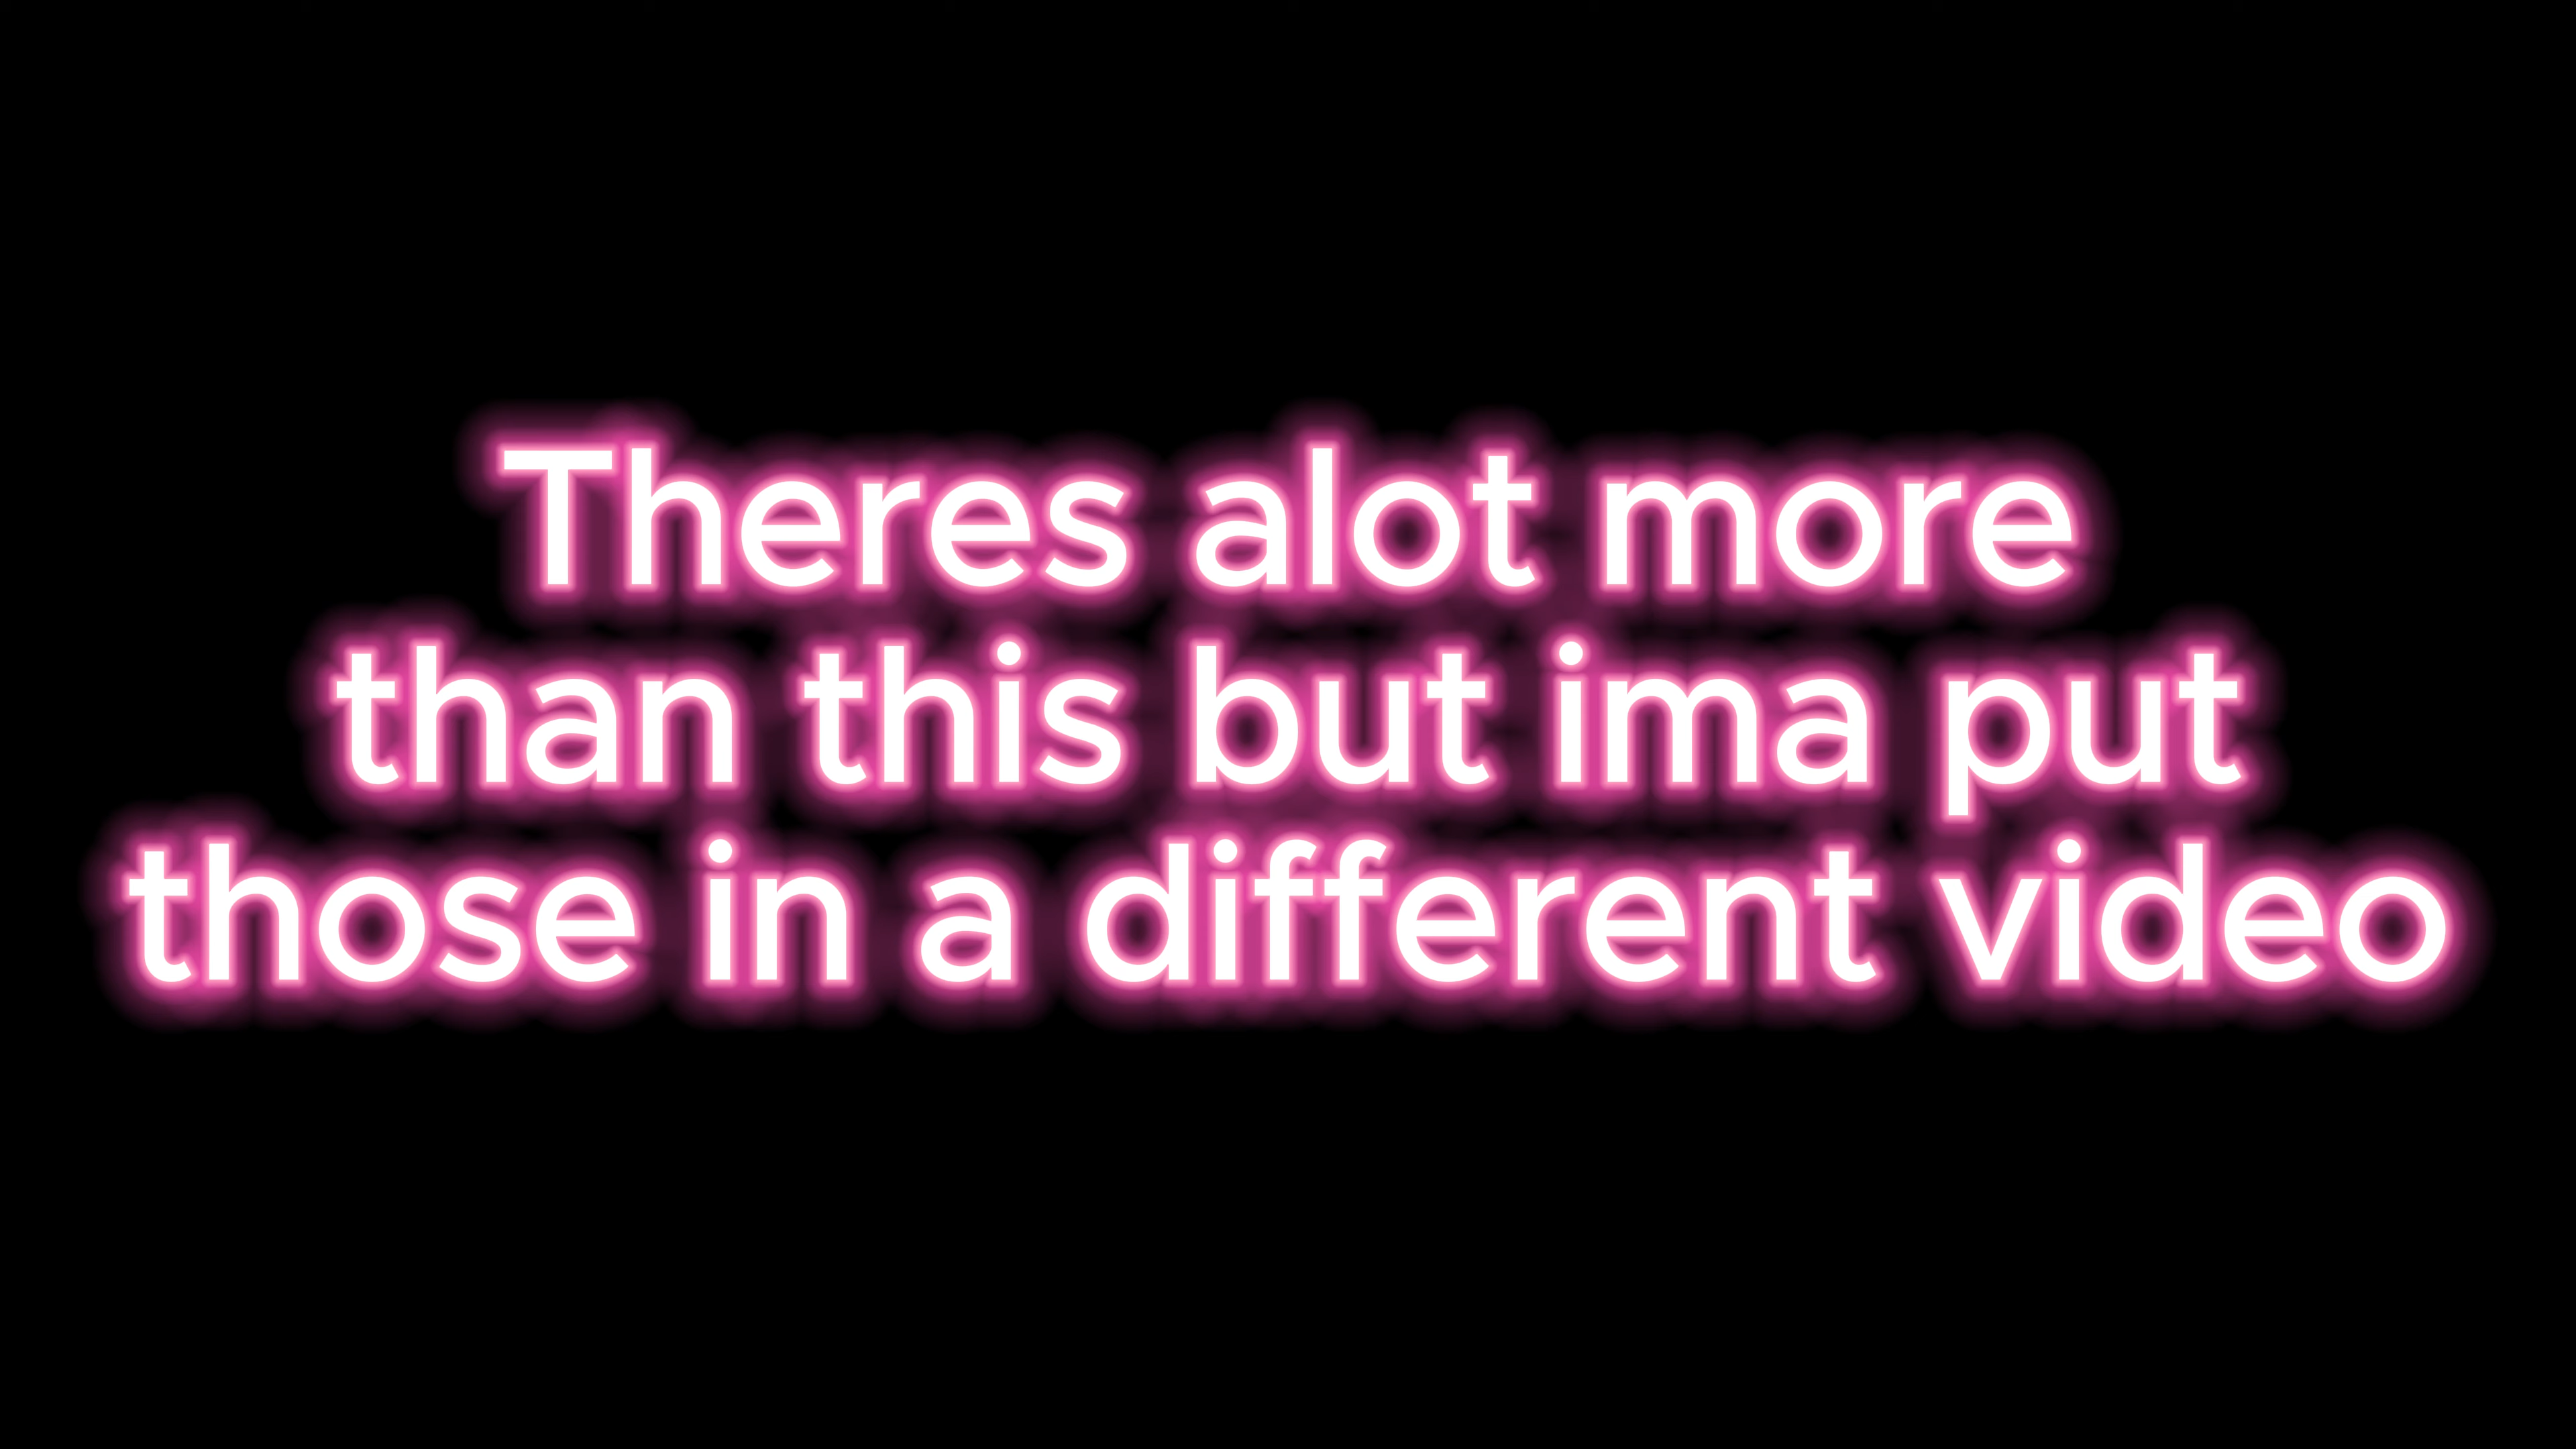 Theres alot more
than this but ima put
those in a different video